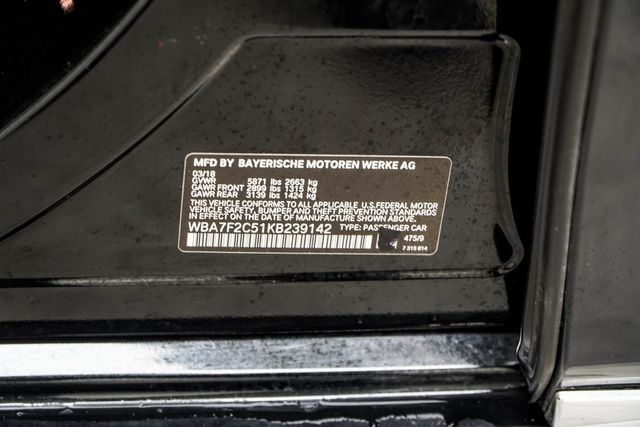 MFD BY BAYERISCHE MOTOREN WERKE AG
03/18
GVWR 5871 lbs 2663 kg
GAWR FRONT 2899 lbs 1315 kg
GAWR REAR 3139 lbs 1424 kg
THIS VEHICLE CONFORMS TO ALL APPLICABLE U.S.FEDERAL MOTOR
VEHICLE SAFETY, BUMPER, AND THEFT PREVENTION STANDARDS
IN EFFECT ON THE DATE OF MANUFACTURE SHOWN ABOVE.
WBA7F2C51KB239142 TYPE: PASSENGER CAR
475/9
7 315 814